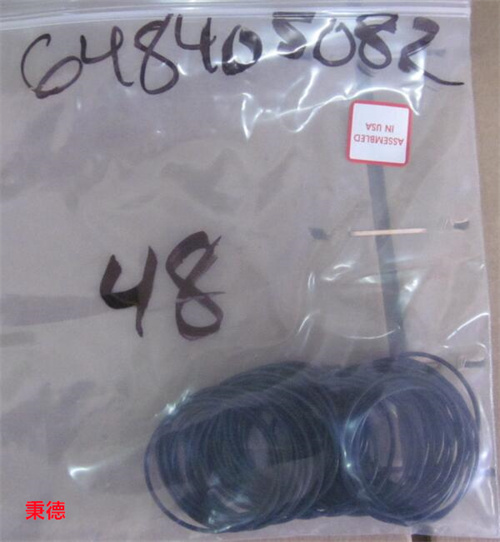 648405082
ASSEMBLED
IN USA
48
秉德